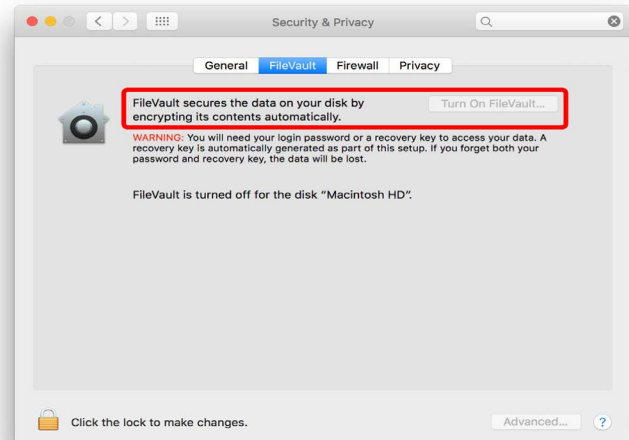 Security & Privacy
General FileVault Firewall Privacy
FileVault secures the data on your disk by
encrypting its contents automatically.
Turn On FileVault...
WARNING: You will need your login password or a recovery key to access your data. A
recovery key is automatically generated as part of this setup. If you forget both your
password and recovery key, the data will be lost.
FileVault is turned off for the disk “Macintosh HD”.
Click the lock to make changes.
Advanced...
?